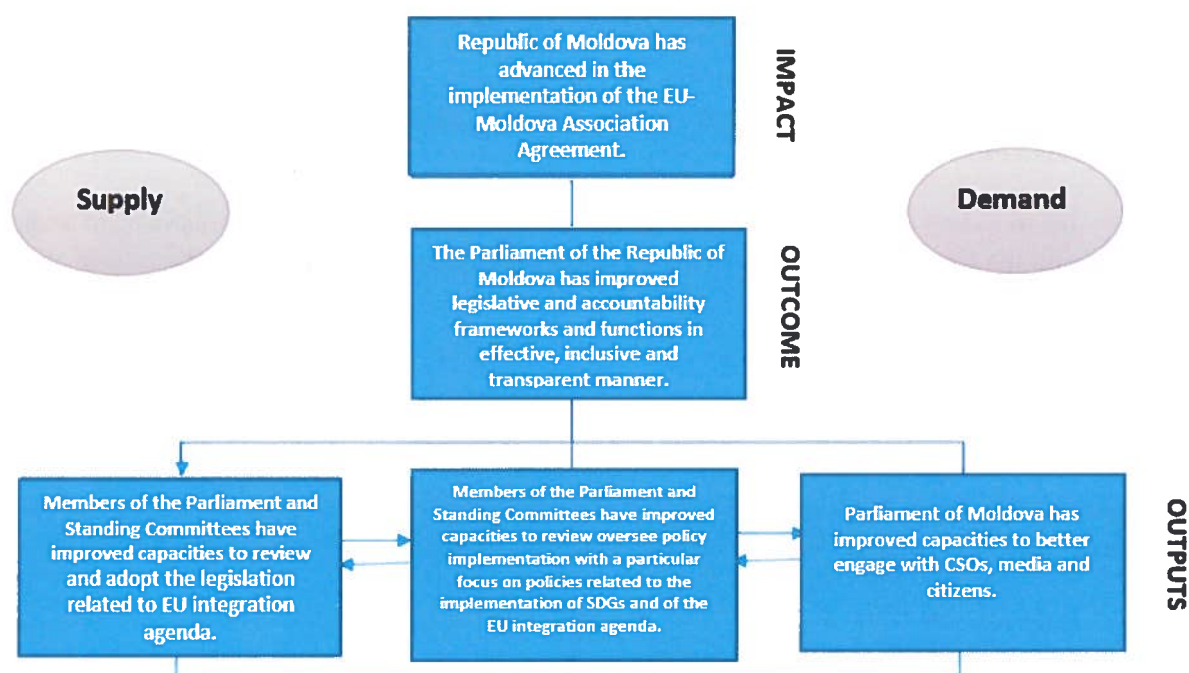 Republic of Moldova has
advanced in the
implementation of the EU-
Moldova Association
Agreement.
IMPACT
Supply
Demand
The Parliament of the Republic of
Moldova has improved
legislative and accountability
frameworks and functions in
effective, inclusive and
transparent manner.
OUTCOME
Members of the Parliament and
Standing Committees have
improved capacities to review
and adopt the legislation
related to EU integration
agenda.
Members of the Parliament and
Standing Committees have improved
capacities to review oversee policy
implementation with a particular
focus on policies related to the
implementation of SDGs and of the
EU integration agenda.
Parliament of Moldova has
improved capacities to better
engage with CSOs, media and
citizens.
OUTPUTS